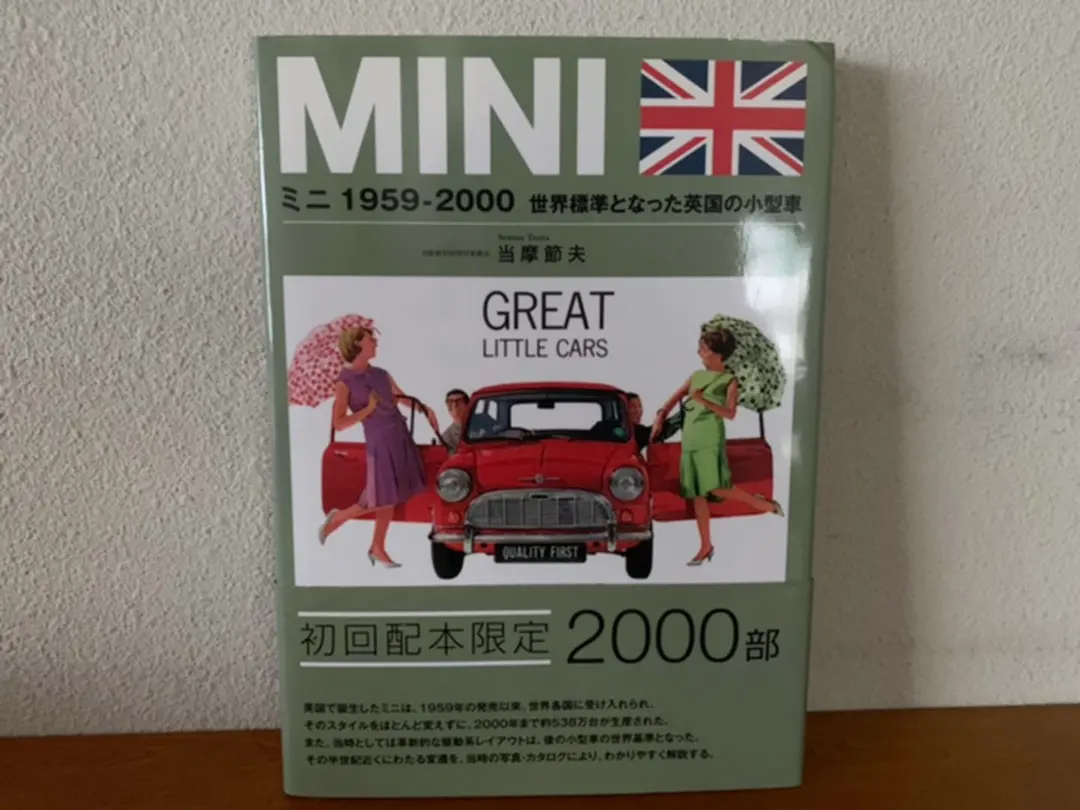 MINI
ミニ 1959-2000 世界標準となった英国の小型車
当摩節夫
GREAT
LITTLE CARS
QUALITY FIRST
初回配本限定 2000部
英国で誕生したミニは、1959年の発売以来、世界各国に受け入れられ、
そのスタイルをほとんど変えずに、2000年まで約538万台が生産された。
また、当時としては革新的な駆動系レイアウトは、後の小型車の世界基準となった。
その半世紀近くにわたる変遷を、当時の写真・カタログにより、わかりやすく解説する。